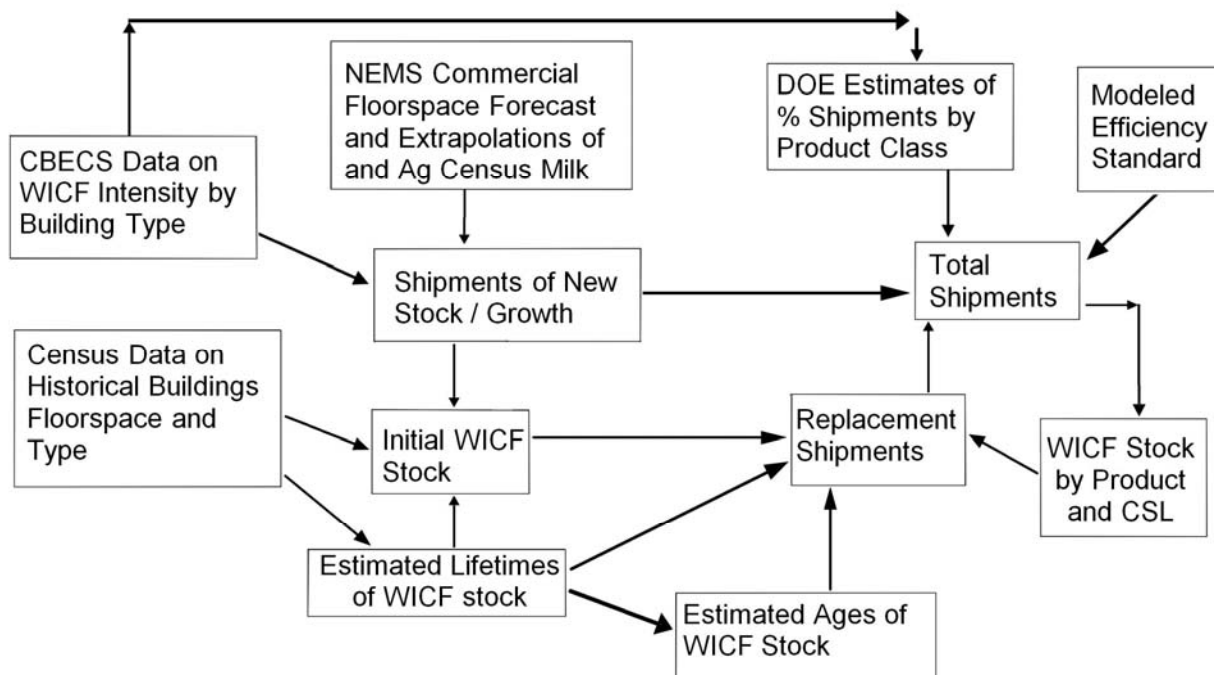 NEMS Commercial
Floorspace Forecast
and Extrapolations of
and Ag Census Milk
DOE Estimates of
% Shipments by
Product Class
Modeled
Efficiency
Standard
CBECS Data on
WICF Intensity by
Building Type
Shipments of New
Stock / Growth
Total
Shipments
Census Data on
Historical Buildings
Floorspace and
Type
Initial WICF
Stock
Replacement
Shipments
WICF Stock
by Product
and CSL
Estimated Lifetimes
of WICF stock
Estimated Ages of
WICF Stock